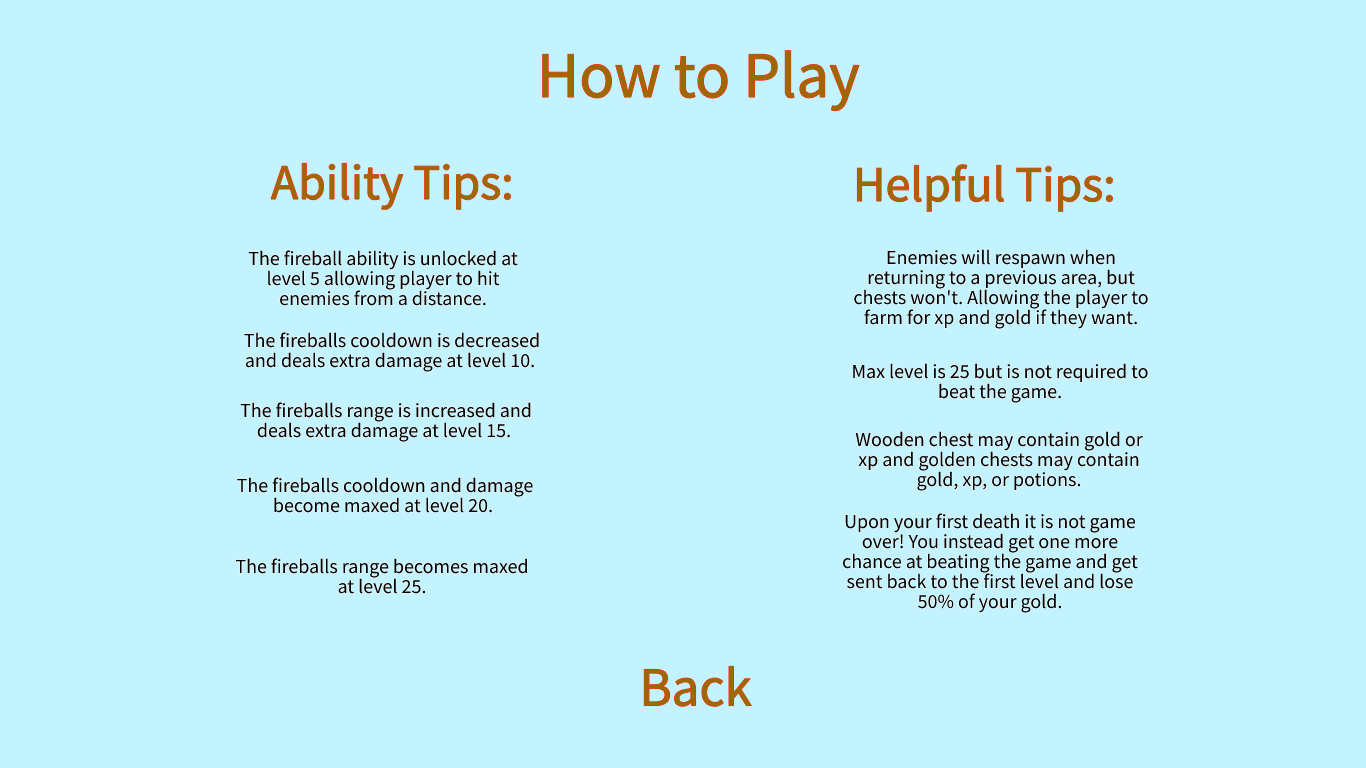 How to Play
Ability Tips:
The fireball ability is unlocked at
level 5 allowing player to hit
enemies from a distance.
The fireballs cooldown is decreased
and deals extra damage at level 10.
The fireballs range is increased and
deals extra damage at level 15.
The fireballs cooldown and damage
become maxed at level 20.
The fireballs range becomes maxed
at level 25.
Helpful Tips:
Enemies will respawn when
returning to a previous area, but
chests won't. Allowing the player to
farm for xp and gold if they want.
Max level is 25 but is not required to
beat the game.
Wooden chest may contain gold or
xp and golden chests may contain
gold, xp, or potions.
Upon your first death it is not game
over! You instead get one more
chance at beating the game and get
sent back to the first level and lose
50% of your gold.
Back